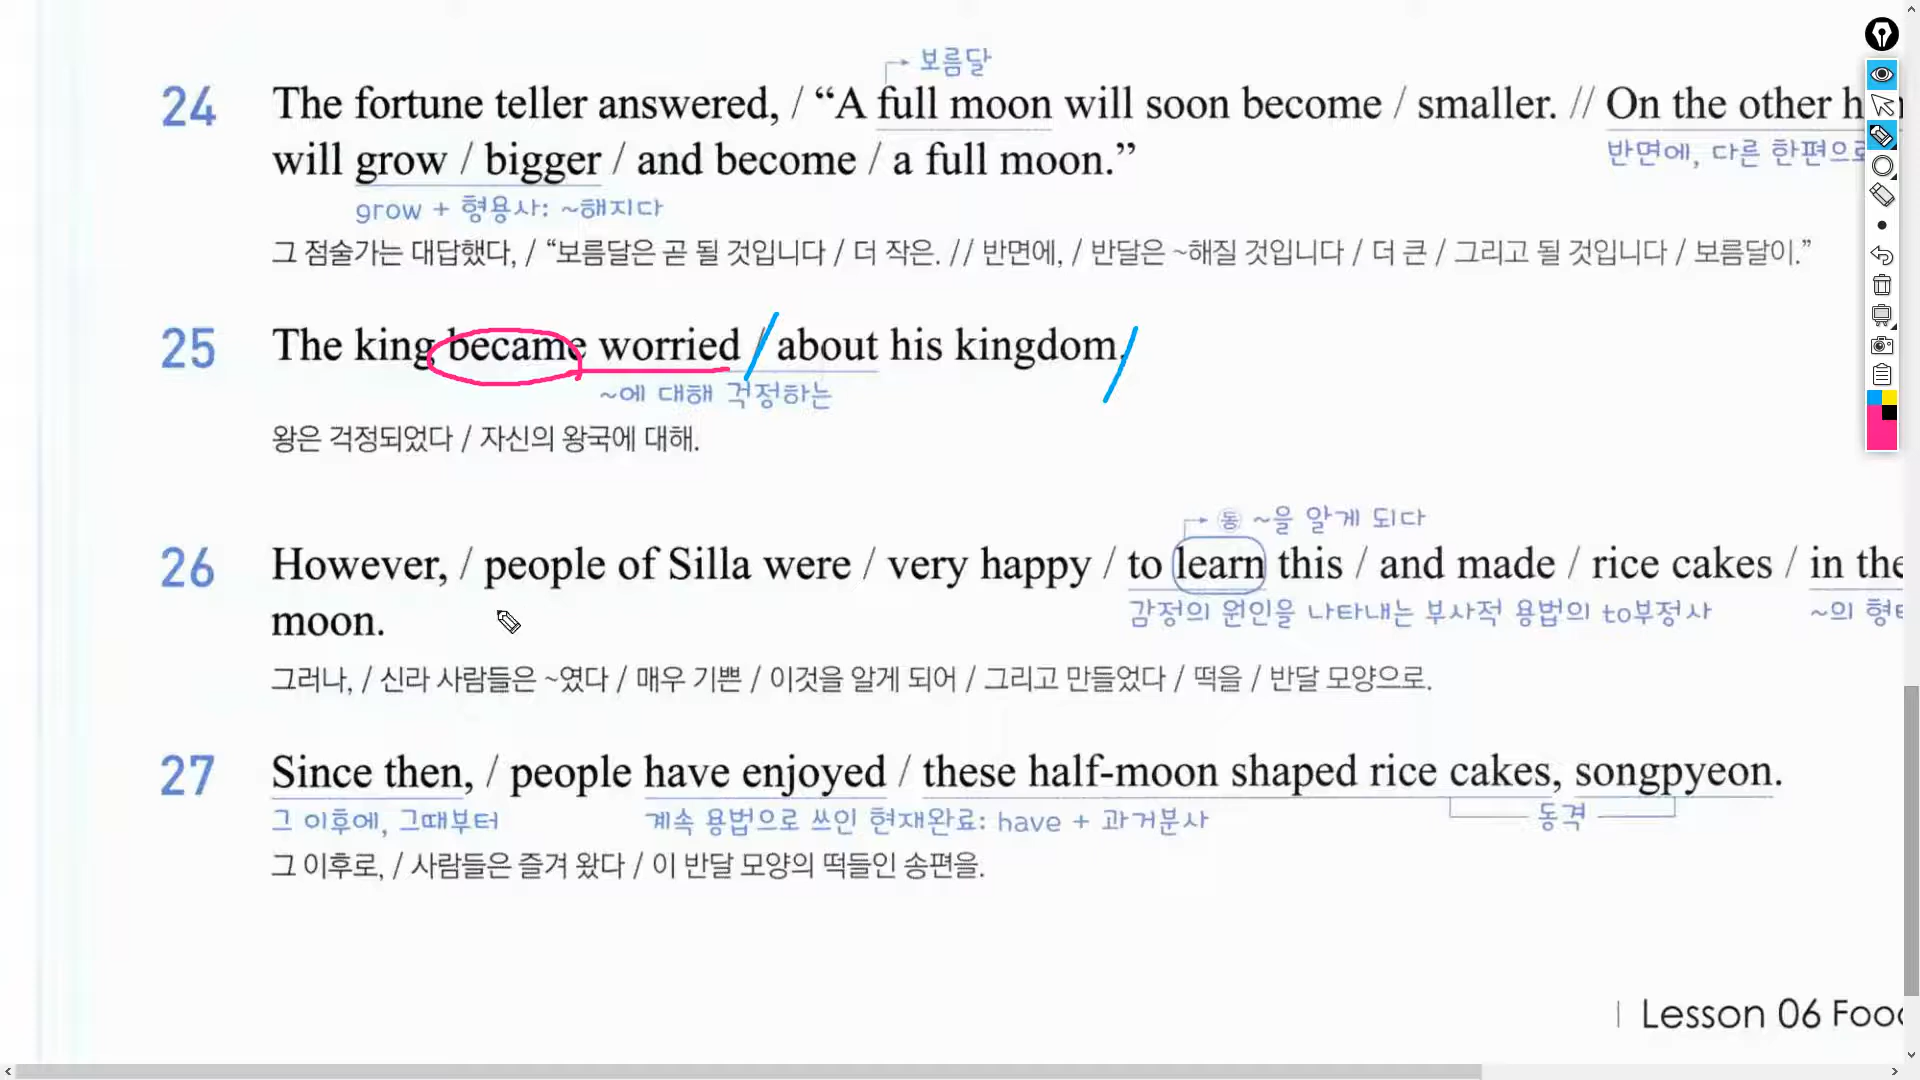 보름달
24 The fortune teller answered, / “A full moon will soon become / smaller. // On the other h
반면에, 다른 한편으로
will grow / bigger / and become / a full moon.”
grow + 형용사: ~해지다
그 점술가는 대답했다, / “보름달은 곧 될 것입니다 / 더 작은. // 반면에, / 반달은 ~해질 것입니다 / 더 큰 / 그리고 될 것입니다 / 보름달이.”
25 The king became worried / about his kingdom.
~에 대해 걱정하는
왕은 걱정되었다 / 자신의 왕국에 대해.
동 ~을 알게 되다
26 However, / people of Silla were / very happy / to learn this / and made / rice cakes / in the
감정의 원인을 나타내는 부사적 용법의 to부정사 ~의 형
moon.
그러나, / 신라 사람들은 ~였다 / 매우 기쁜 / 이것을 알게 되어 / 그리고 만들었다 / 떡을 / 반달 모양으로.
27 Since then, / people have enjoyed / these half-moon shaped rice cakes, songpyeon.
그 이후에, 그때부터 계속 용법으로 쓰인 현재완료: have + 과거분사 동격
그 이후로, / 사람들은 즐겨 왔다 / 이 반달 모양의 떡들인 송편을.
Lesson 06 Foo